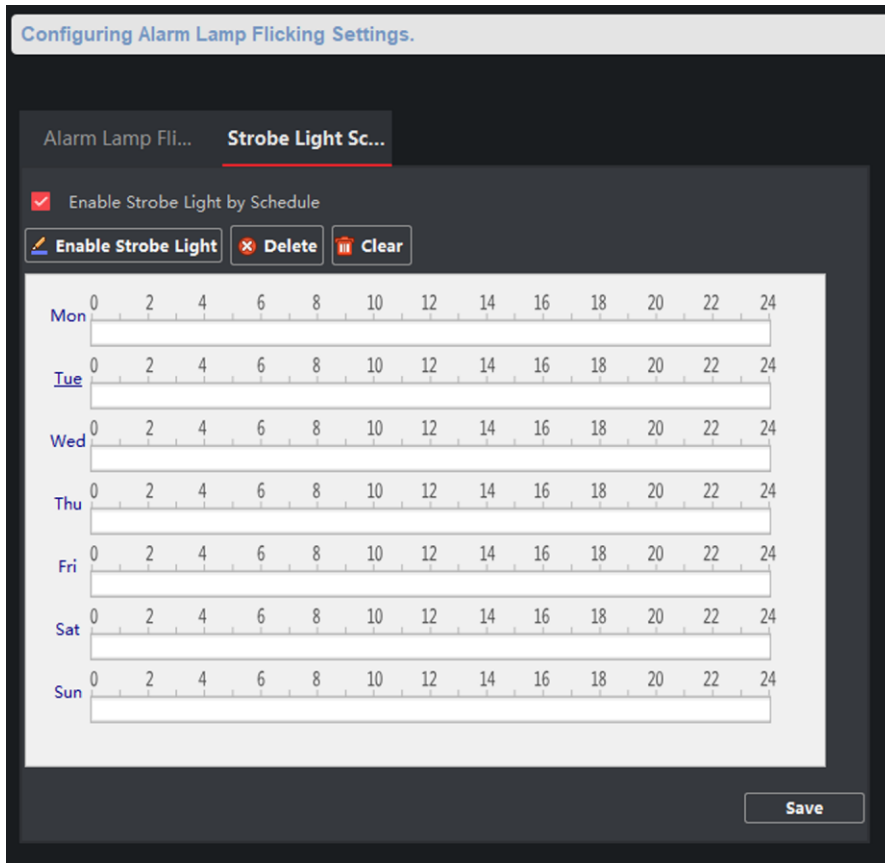 Configuring Alarm Lamp Flicking Settings.
Alarm Lamp Fli... Strobe Light Sc...
Enable Strobe Light by Schedule
Enable Strobe Light Delete Clear
0 2 4 6 8 10 12 14 16 18 20 22 24
Mon
0 2 4 6 8 10 12 14 16 18 20 22 24
Tue
0 2 4 6 8 10 12 14 16 18 20 22 24
Wed
0 2 4 6 8 10 12 14 16 18 20 22 24
Thu
0 2 4 6 8 10 12 14 16 18 20 22 24
Fri
0 2 4 6 8 10 12 14 16 18 20 22 24
Sat
0 2 4 6 8 10 12 14 16 18 20 22 24
Sun
Save